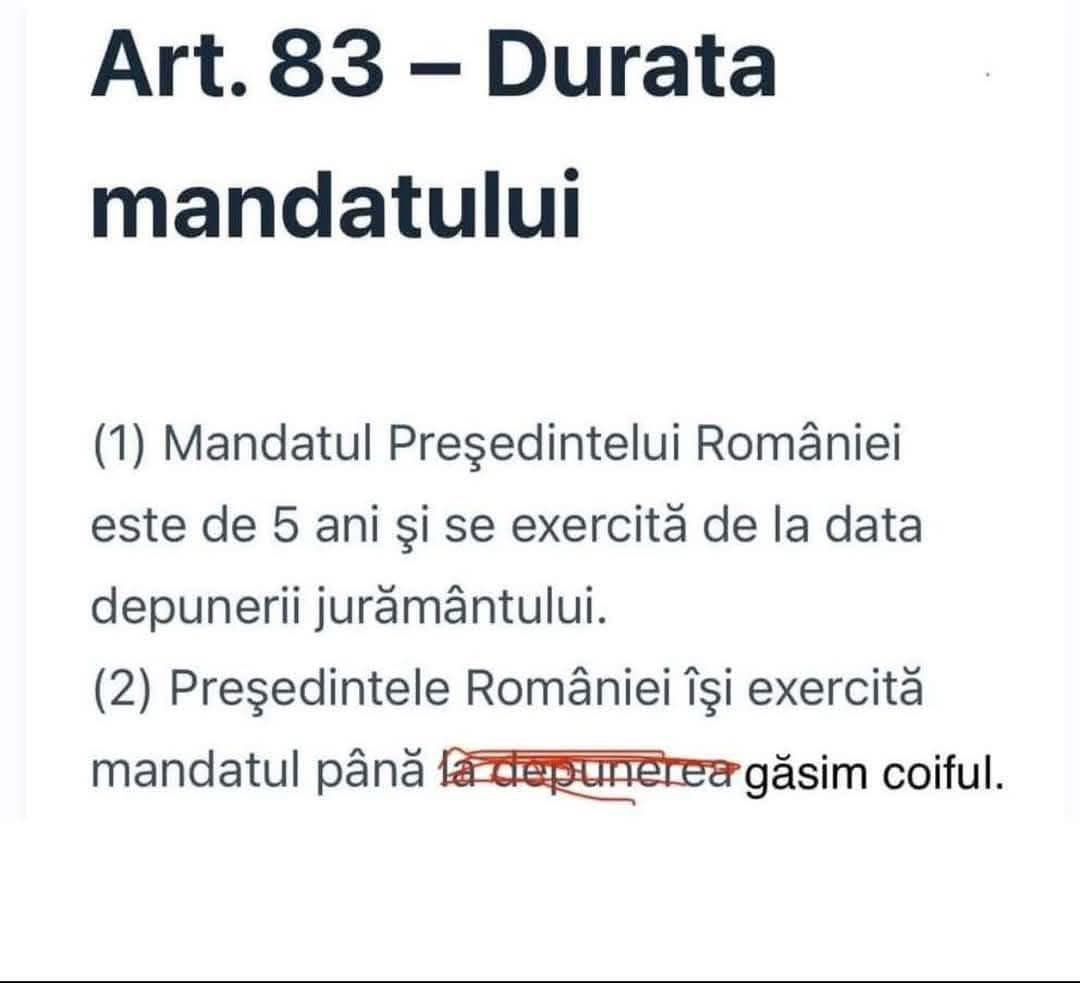 Art. 83 – Durata
mandatului
(1) Mandatul Preşedintelui României
este de 5 ani şi se exercită de la data
depunerii jurământului.
(2) Preşedintele României îşi exercită
mandatul până la depunerea găsim coiful.